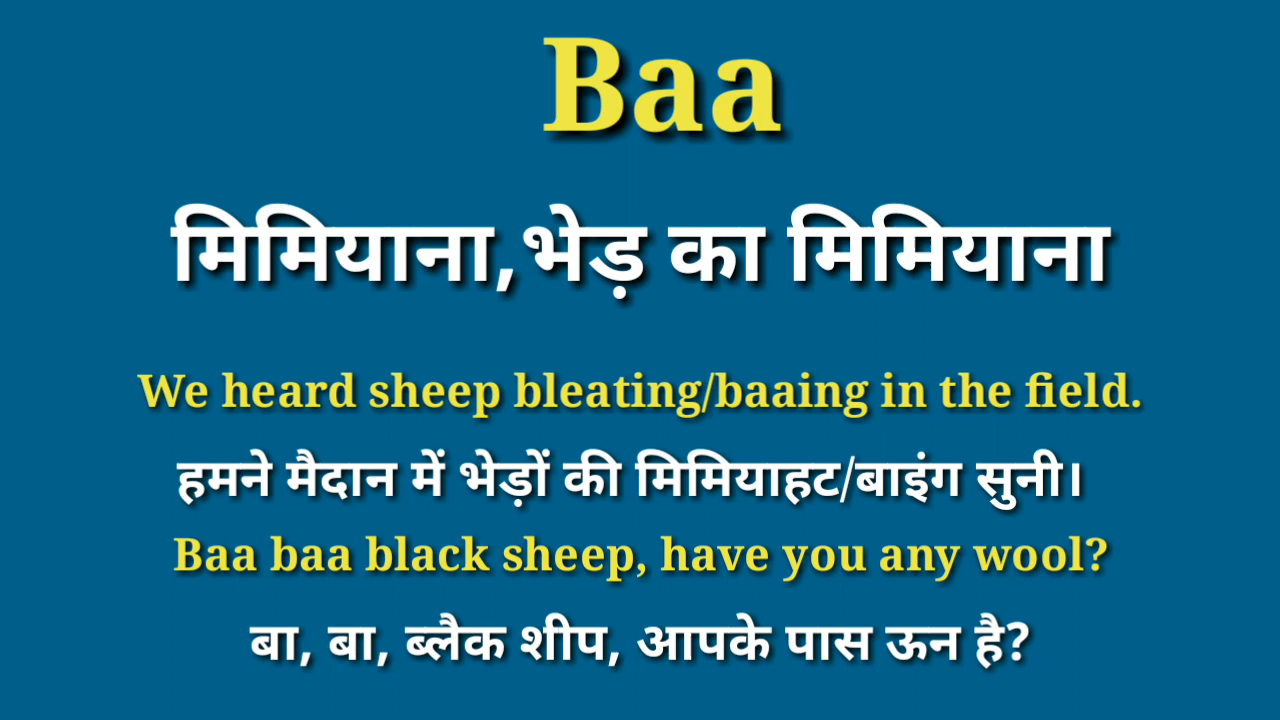 Baa
मिमियाना,भेड़ का मिमियाना
We heard sheep bleating/baaing in the field.
हमने मैदान में भेड़ों की मिमियाहट/बाइंग सुनी।
Baa baa black sheep, have you any wool?
बा, बा, ब्लैक शीप, आपके पास ऊन है?